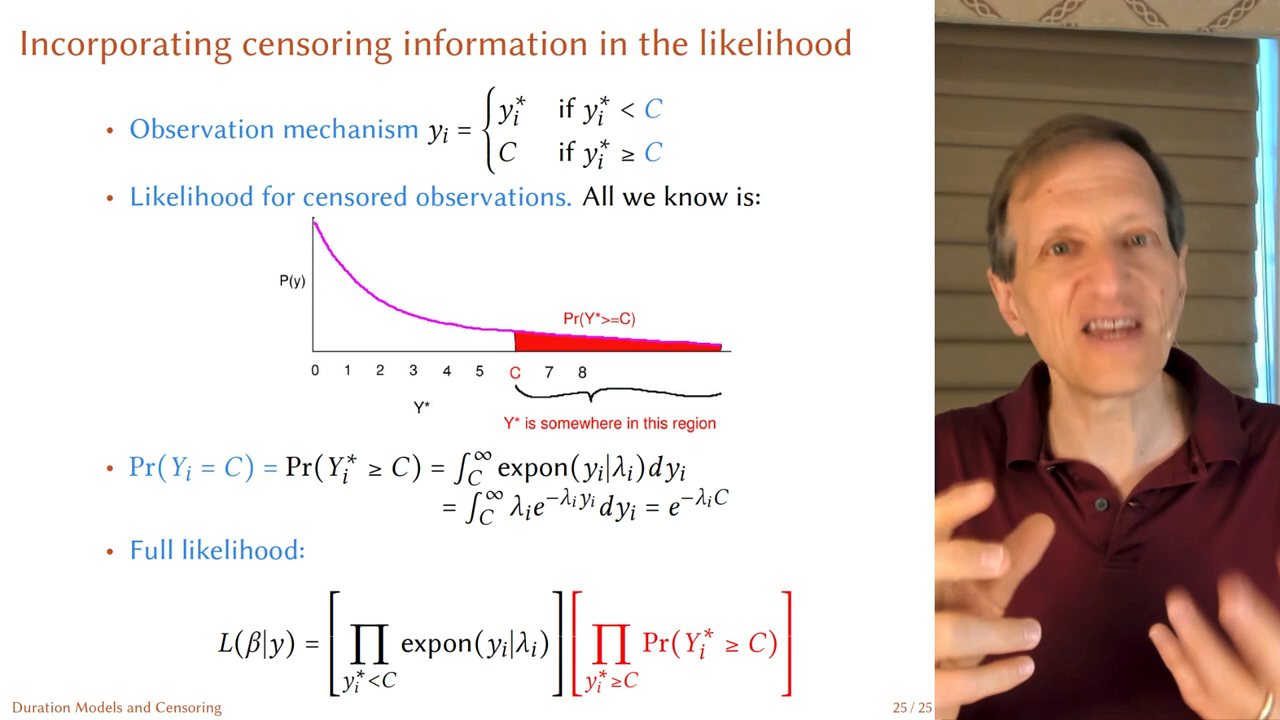 Incorporating censoring information in the likelihood
• Observation mechanism y_i = { y_i^* if y_i^* < C
C if y_i^* ≥ C
• Likelihood for censored observations. All we know is:
P(y)
Pr(Y*>=C)
0 1 2 3 4 5 C 7 8
Y*
Y* is somewhere in this region
• Pr(Y_i = C) = Pr(Y_i^* ≥ C) = ∫_C^∞ expon(y_i|λ_i)dy_i
= ∫_C^∞ λ_i e^{−λ_i y_i} dy_i = e^{−λ_i C}
• Full likelihood:
L(β|y) = [ ∏_{y_i^*<C} expon(y_i|λ_i) ] [ ∏_{y_i^*≥C} Pr(Y_i^* ≥ C) ]
Duration Models and Censoring
25 / 25